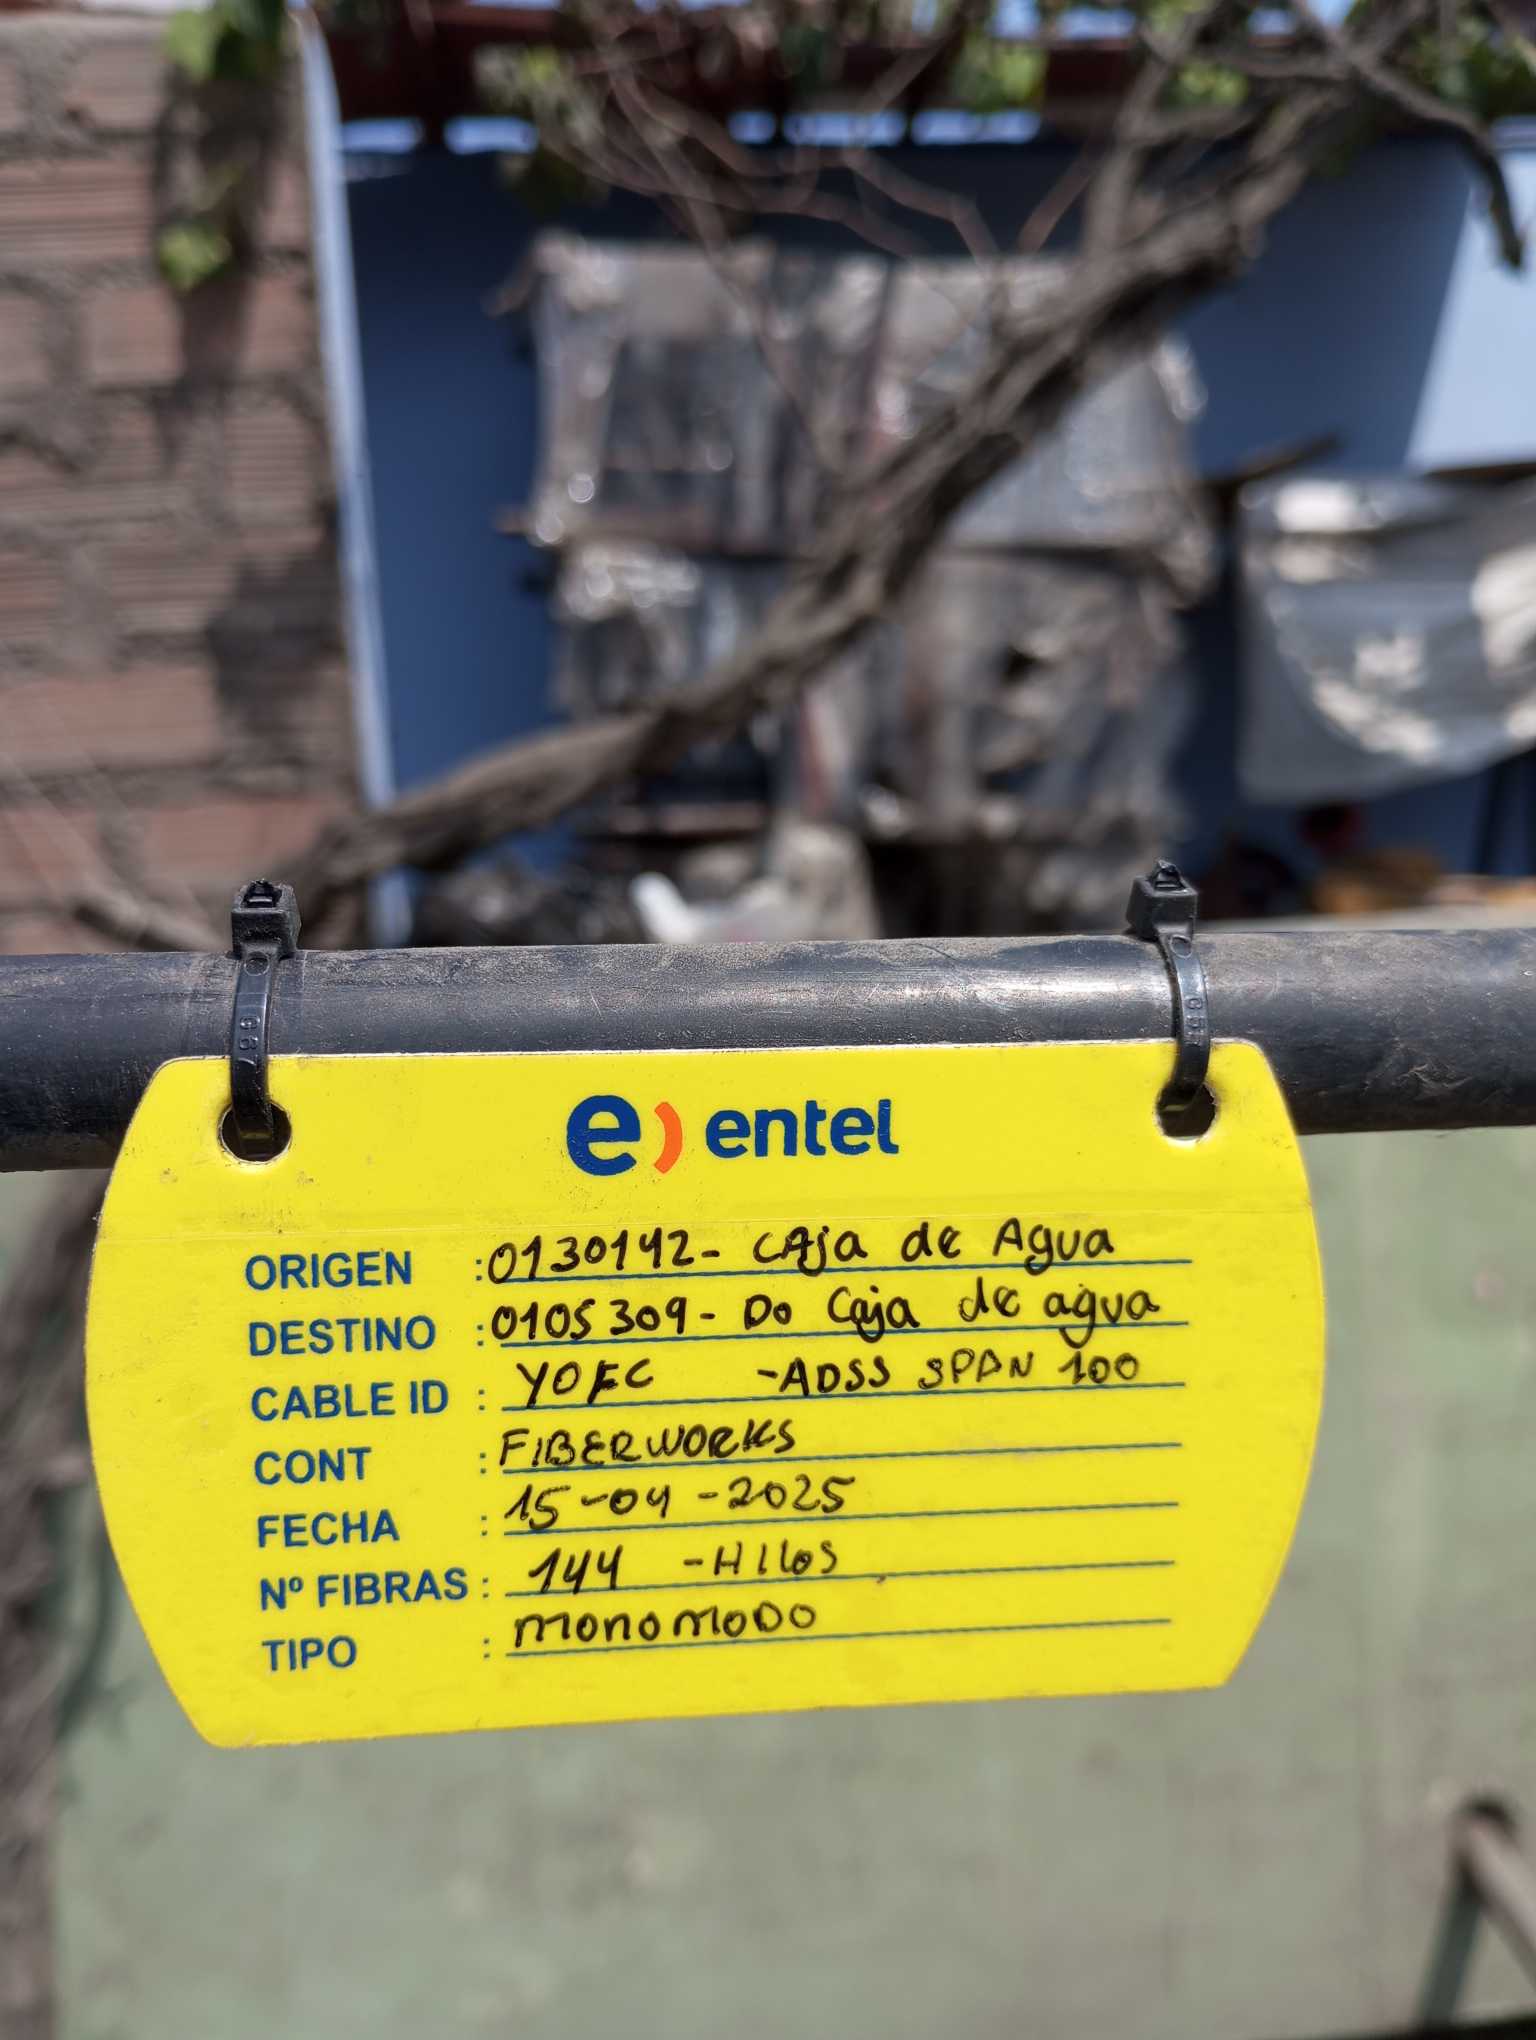 e) entel
ORIGEN : 0130142- CAja de Agua
DESTINO : 0105309- Do Caja de agua
CABLE ID : YOFC -ADSS SPAN 100
CONT : FIBERWORKS
FECHA : 15-04-2025
Nº FIBRAS : 144 -HILOS
TIPO : MONOMODO